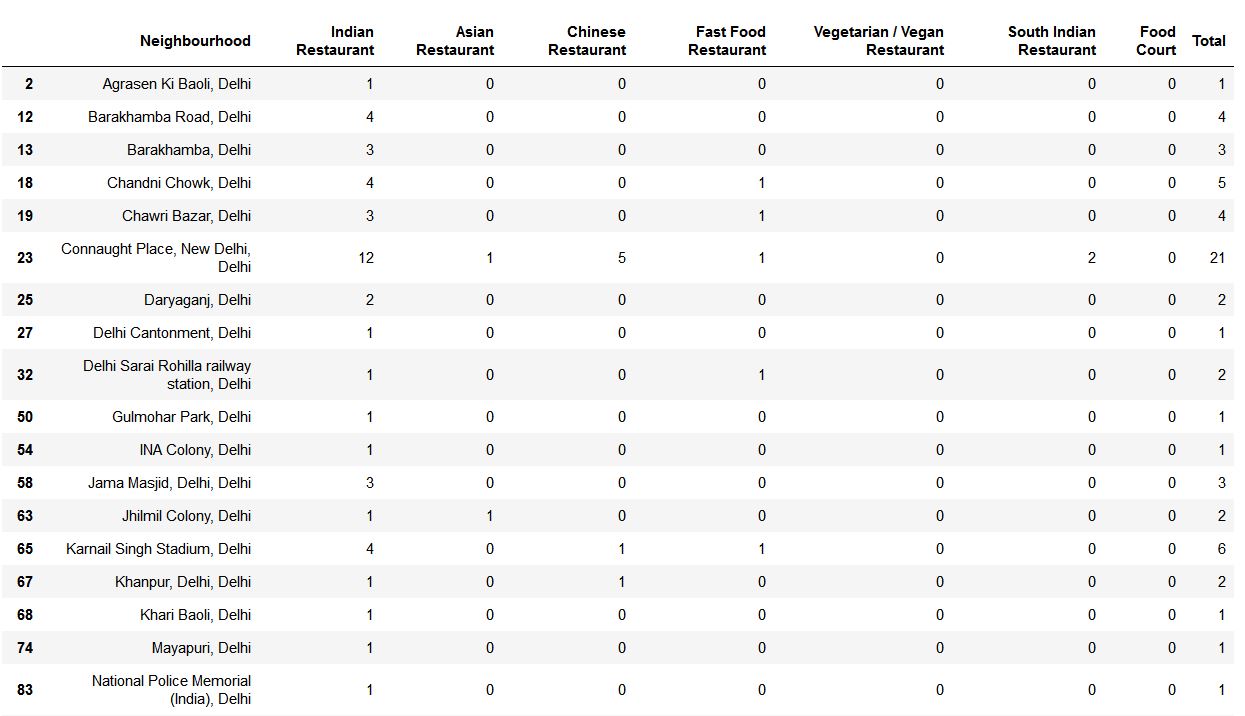 Neighbourhood Indian Restaurant Asian Restaurant Chinese Restaurant Fast Food Restaurant Vegetarian / Vegan Restaurant South Indian Restaurant Food Court Total
2 Agrasen Ki Baoli, Delhi 1 0 0 0 0 0 0 1
12 Barakhamba Road, Delhi 4 0 0 0 0 0 0 4
13 Barakhamba, Delhi 3 0 0 0 0 0 0 3
18 Chandni Chowk, Delhi 4 0 0 1 0 0 0 5
19 Chawri Bazar, Delhi 3 0 0 1 0 0 0 4
23 Connaught Place, New Delhi, Delhi 12 1 5 1 0 2 0 21
25 Daryaganj, Delhi 2 0 0 0 0 0 0 2
27 Delhi Cantonment, Delhi 1 0 0 0 0 0 0 1
32 Delhi Sarai Rohilla railway station, Delhi 1 0 0 1 0 0 0 2
50 Gulmohar Park, Delhi 1 0 0 0 0 0 0 1
54 INA Colony, Delhi 1 0 0 0 0 0 0 1
58 Jama Masjid, Delhi, Delhi 3 0 0 0 0 0 0 3
63 Jhilmil Colony, Delhi 1 1 0 0 0 0 0 2
65 Karnail Singh Stadium, Delhi 4 0 1 1 0 0 0 6
67 Khanpur, Delhi, Delhi 1 0 1 0 0 0 0 2
68 Khari Baoli, Delhi 1 0 0 0 0 0 0 1
74 Mayapuri, Delhi 1 0 0 0 0 0 0 1
83 National Police Memorial (India), Delhi 1 0 0 0 0 0 0 1